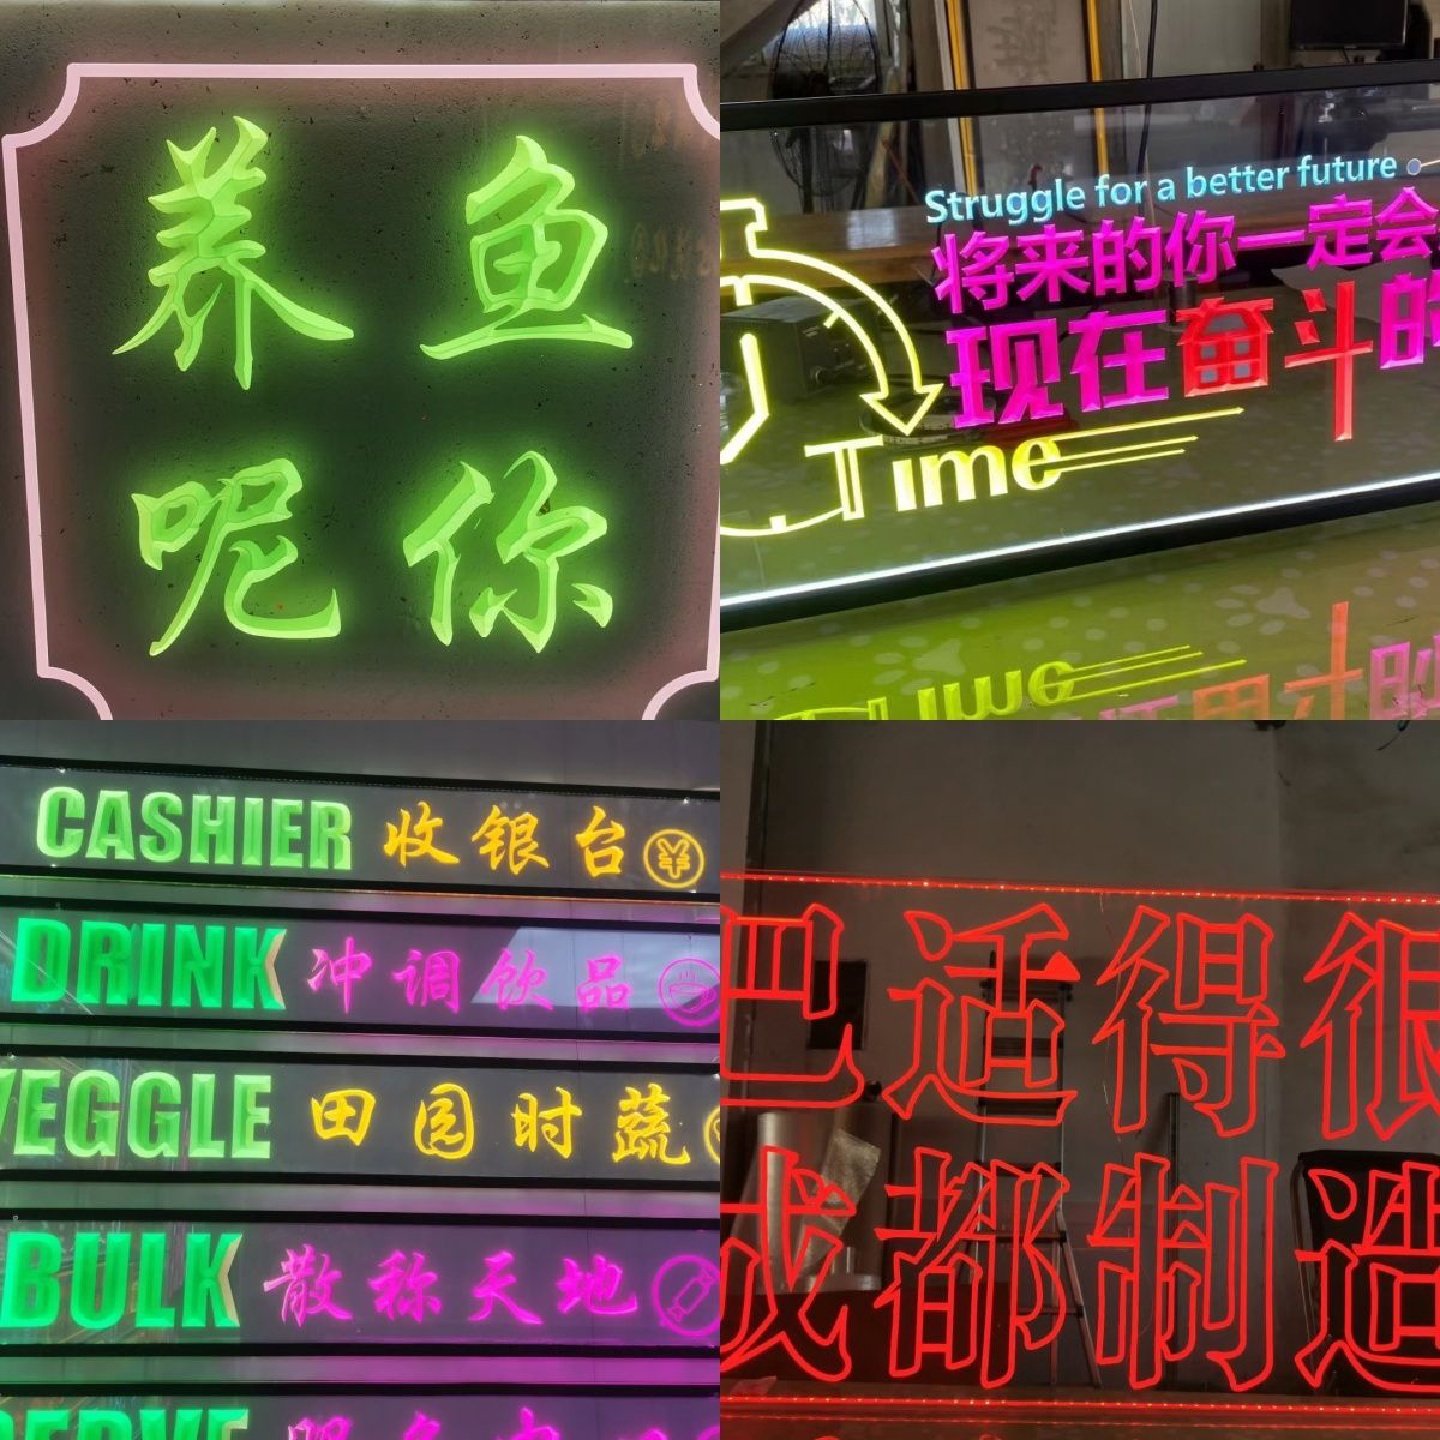 养鱼
呢你
Struggle for a better future
将来的你一定会
现在奋斗的
Time
CASHIER 收银台 ¥
DRINK 冲调饮品
VEGGLE 田园时蔬
BULK 散称天地
巴适得很
成都制造